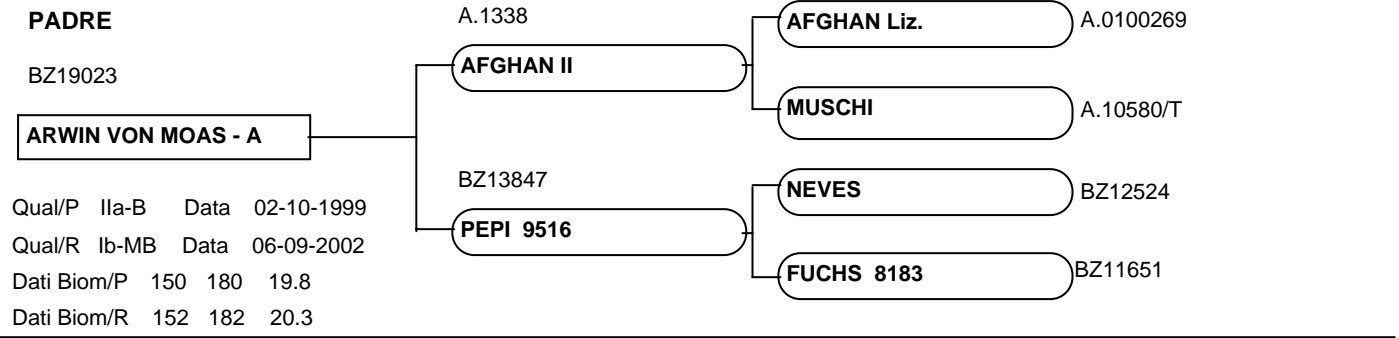 PADRE
BZ19023
ARWIN VON MOAS - A
Qual/P IIa-B Data 02-10-1999
Qual/R Ib-MB Data 06-09-2002
Dati Biom/P 150 180 19.8
Dati Biom/R 152 182 20.3
A.1338
AFGHAN II
BZ13847
PEPI 9516
AFGHAN Liz. A.0100269
MUSCHI A.10580/T
NEVES BZ12524
FUCHS 8183 BZ11651